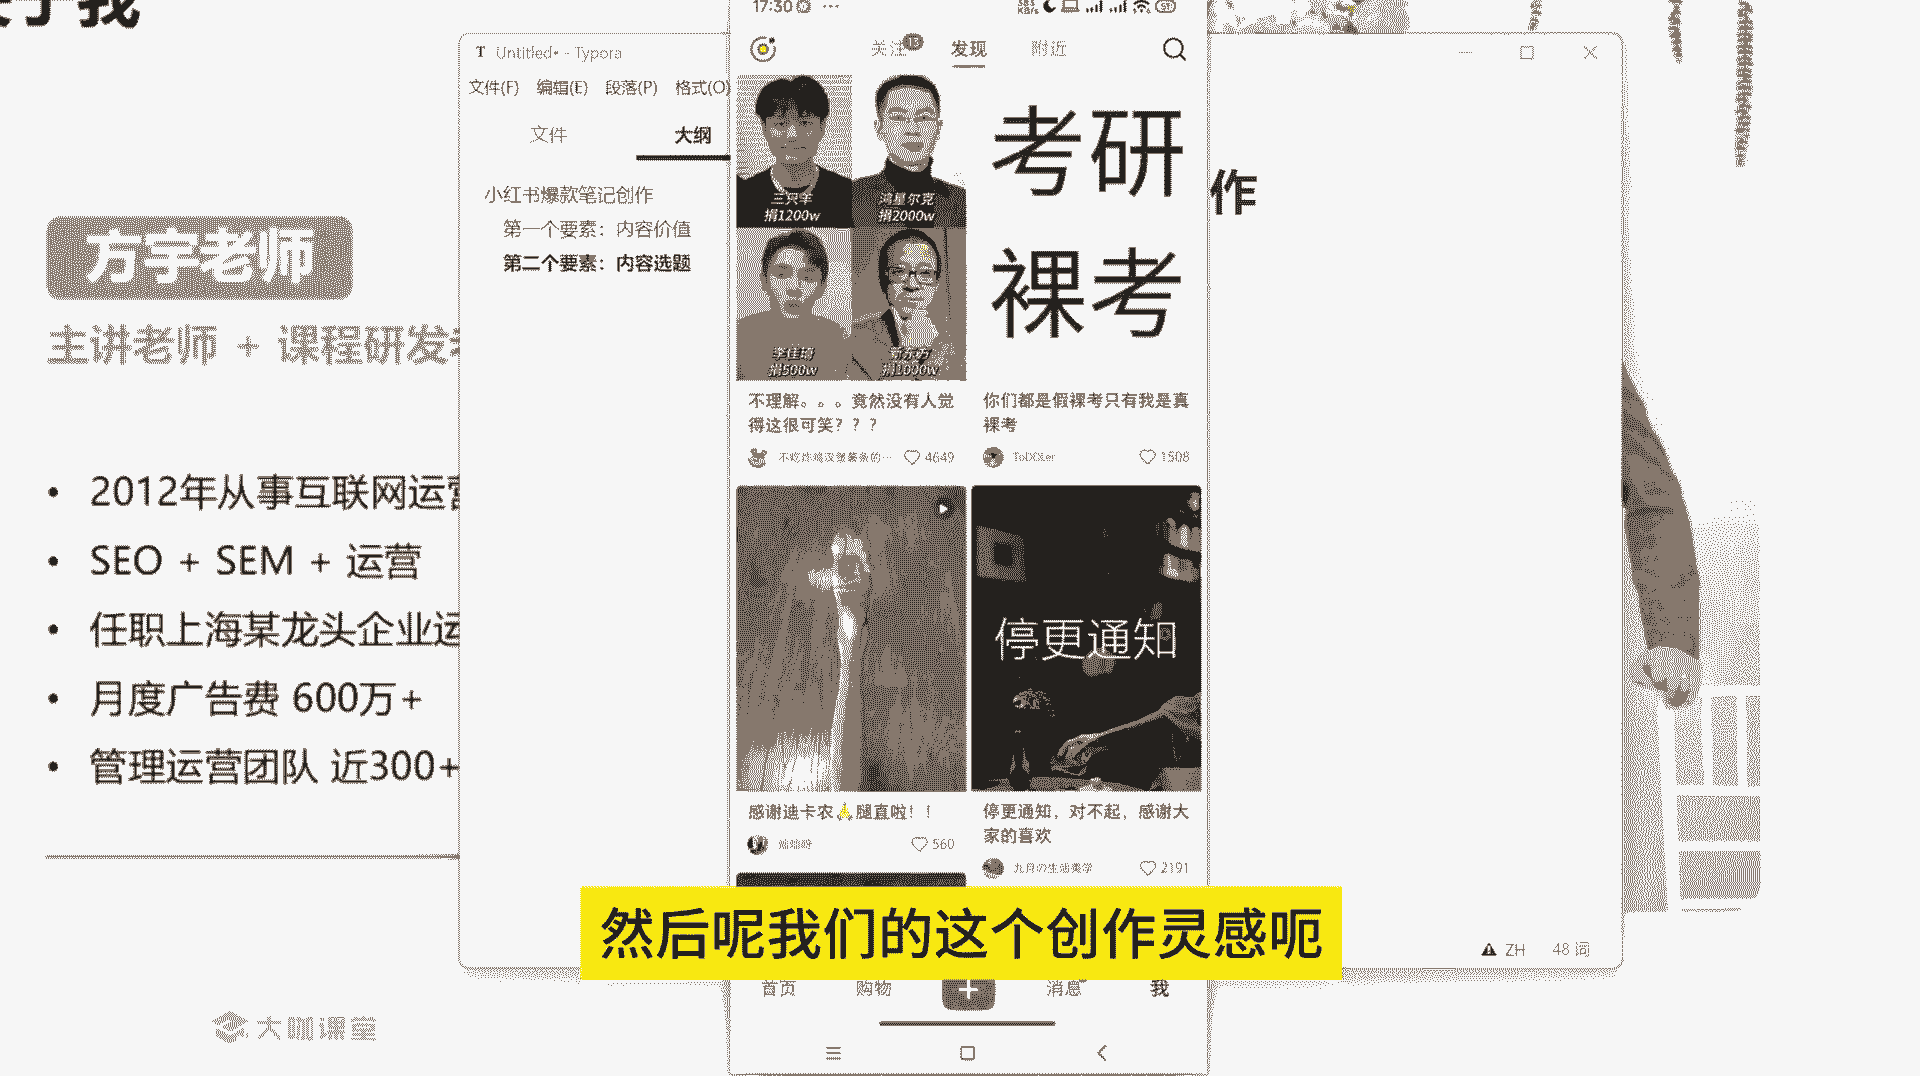 于我
方宇老师
主讲老师 + 课程研发
2012年从事互联网运营
SEO + SEM + 运营
任职上海某龙头企业运
月度广告费 600万+
管理运营团队 近300+
大咖课堂
Untitled• - Typora
文件(F) 编辑(E) 段落(P) 格式(O)
文件 大纲
小红书爆款笔记创作
第一个要素：内容价值
第二个要素：内容选题
作
ZH 48 词
17:30
关注 13 发现 附近
三只羊
捐1200w
鸿星尔克
捐2000w
李佳琦
捐500w
新东方
捐1000w
不理解。。。竟然没有人觉
得这很可笑？？？
4649
考研
裸考
你们都是假裸考只有我是真
裸考
ToDDLer
1508
感谢迪卡农🙏腿直啦！！
560
停更通知
停更通知，对不起，感谢大
家的喜欢
九月の生活美学
2191
然后呢我们的这个创作灵感呃
首页 购物 消息 我